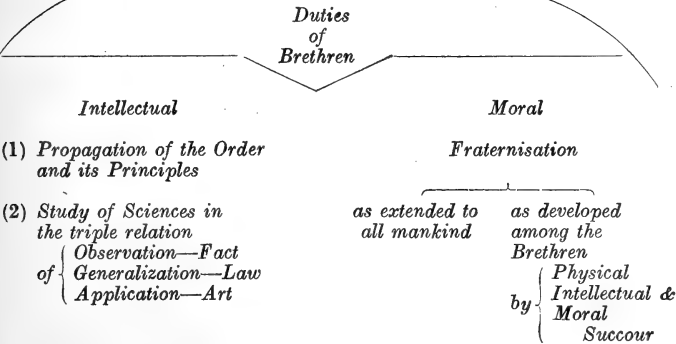 Duties
of
Brethren
Intellectual
(1) Propagation of the Order
and its Principles
(2) Study of Sciences in
the triple relation
of
Observation—Fact
Generalization—Law
Application—Art
Moral
Fraternisation
as extended to
all mankind
as developed
among the
Brethren
by
Physical
Intellectual &
Moral
Succour